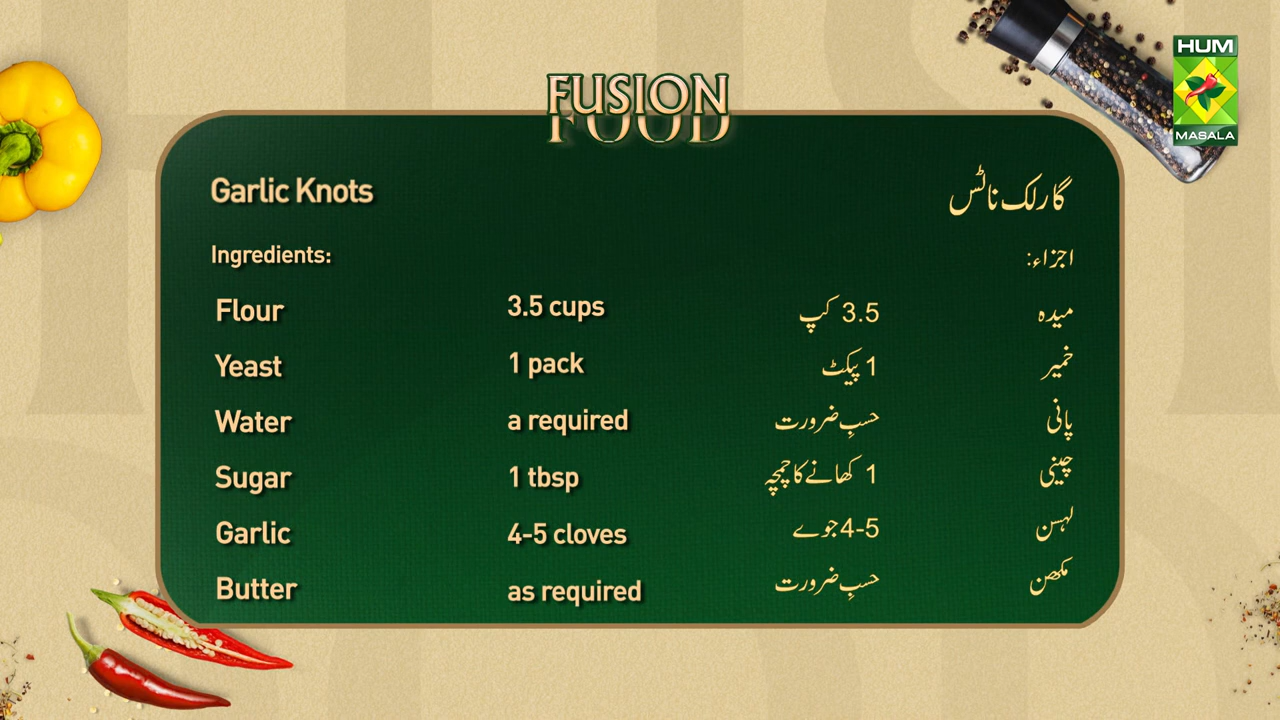 HUM
MASALA
FUSION
FOOD
Garlic Knots گارلک ناٹس
Ingredients: اجزاء:
Flour 3.5 cups 3.5 کپ میدہ
Yeast 1 pack 1 پیکٹ خمیر
Water a required حسبِ ضرورت پانی
Sugar 1 tbsp 1 کھانے کا چمچہ چینی
Garlic 4-5 cloves 4-5 جوے لہسن
Butter as required حسبِ ضرورت مکھن